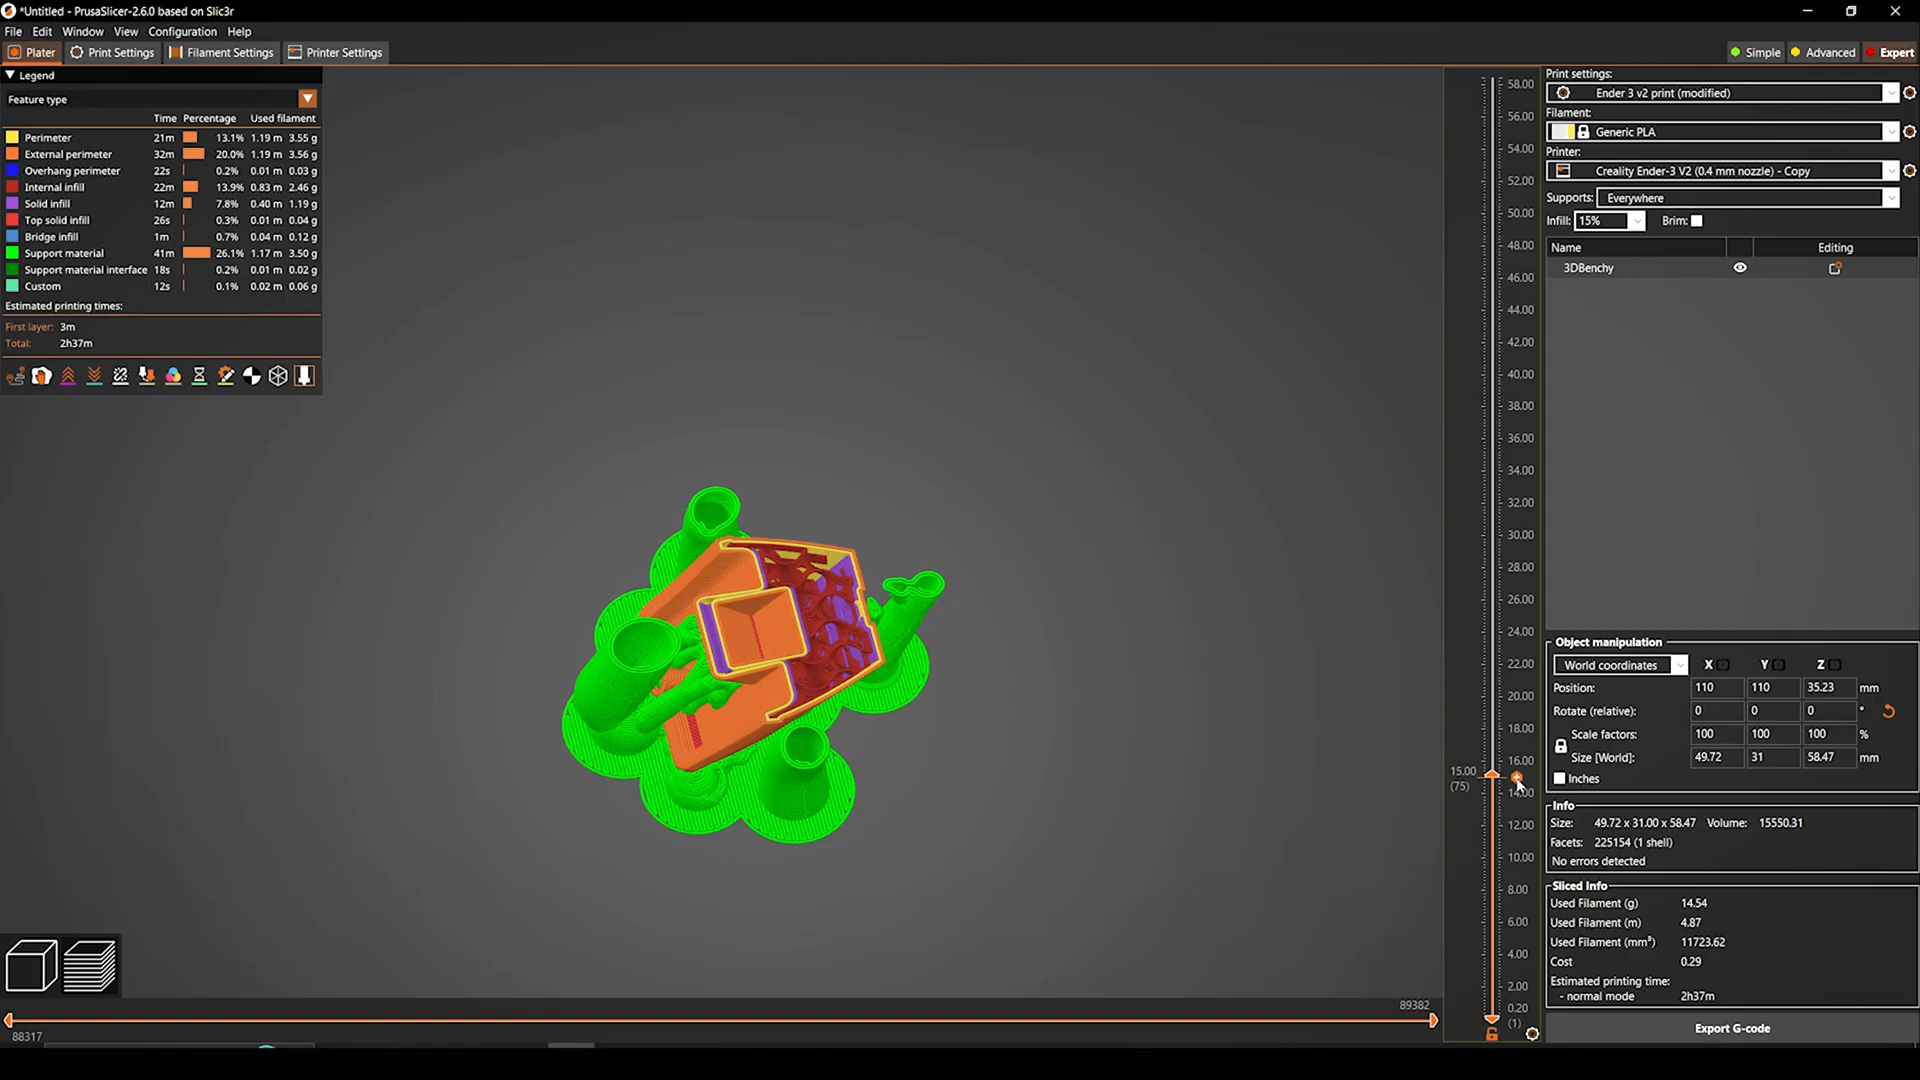 *Untitled - PrusaSlicer-2.6.0 based on Slic3r
File Edit Window View Configuration Help
Plater Print Settings Filament Settings Printer Settings Simple Advanced Expert
Legend
Feature type
Time Percentage Used filament
Perimeter 21m 13.1% 1.19 m 3.55 g
External perimeter 32m 20.0% 1.19 m 3.56 g
Overhang perimeter 22s 0.2% 0.01 m 0.03 g
Internal infill 22m 13.9% 0.83 m 2.46 g
Solid infill 12m 7.8% 0.40 m 1.19 g
Top solid infill 26s 0.3% 0.01 m 0.04 g
Bridge infill 1m 0.7% 0.04 m 0.12 g
Support material 41m 26.1% 1.17 m 3.50 g
Support material interface 18s 0.2% 0.01 m 0.02 g
Custom 12s 0.1% 0.02 m 0.06 g
Estimated printing times:
First layer: 3m
Total: 2h37m
58.00
56.00
54.00
52.00
50.00
48.00
46.00
44.00
42.00
40.00
38.00
36.00
34.00
32.00
30.00
28.00
26.00
24.00
22.00
20.00
18.00
16.00
15.00
(75)
14.00
12.00
10.00
8.00
6.00
4.00
2.00
0.20
(1)
89382
88317
Print settings:
Ender 3 v2 print (modified)
Filament:
Generic PLA
Printer:
Creality Ender-3 V2 (0.4 mm nozzle) - Copy
Supports: Everywhere
Infill: 15% Brim:
Name Editing
3DBenchy
Object manipulation
World coordinates X Y Z
Position: 110 110 35.23 mm
Rotate (relative): 0 0 0 °
Scale factors: 100 100 100 %
Size [World]: 49.72 31 58.47 mm
Inches
Info
Size: 49.72 x 31.00 x 58.47 Volume: 15550.31
Facets: 225154 (1 shell)
No errors detected
Sliced Info
Used Filament (g) 14.54
Used Filament (m) 4.87
Used Filament (mm³) 11723.62
Cost 0.29
Estimated printing time:
- normal mode 2h37m
Export G-code